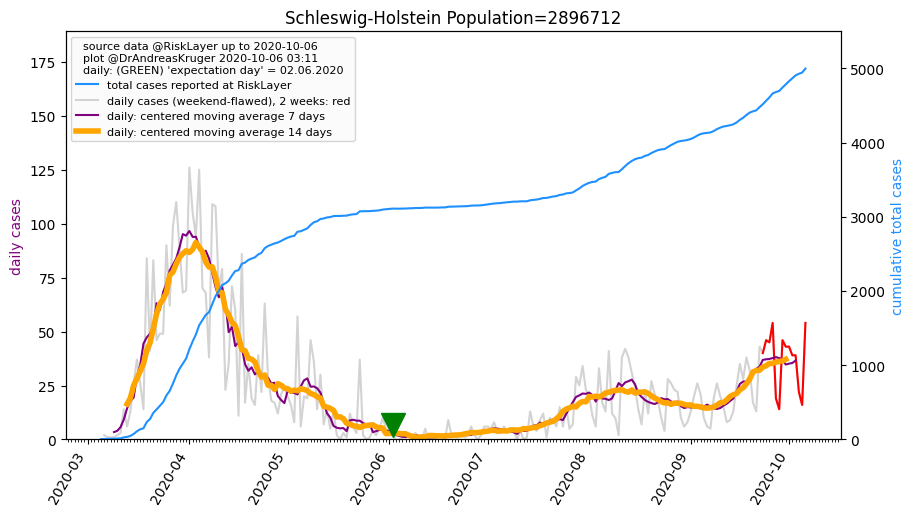 Schleswig-Holstein Population=2896712
source data @RiskLayer up to 2020-10-06
plot @DrAndreasKruger 2020-10-06 03:11
daily: (GREEN) 'expectation day' = 02.06.2020
total cases reported at RiskLayer
daily cases (weekend-flawed), 2 weeks: red
daily: centered moving average 7 days
daily: centered moving average 14 days
daily cases
175
150
125
100
75
50
25
0
cumulative total cases
5000
4000
3000
2000
1000
0
2020-03
2020-04
2020-05
2020-06
2020-07
2020-08
2020-09
2020-10